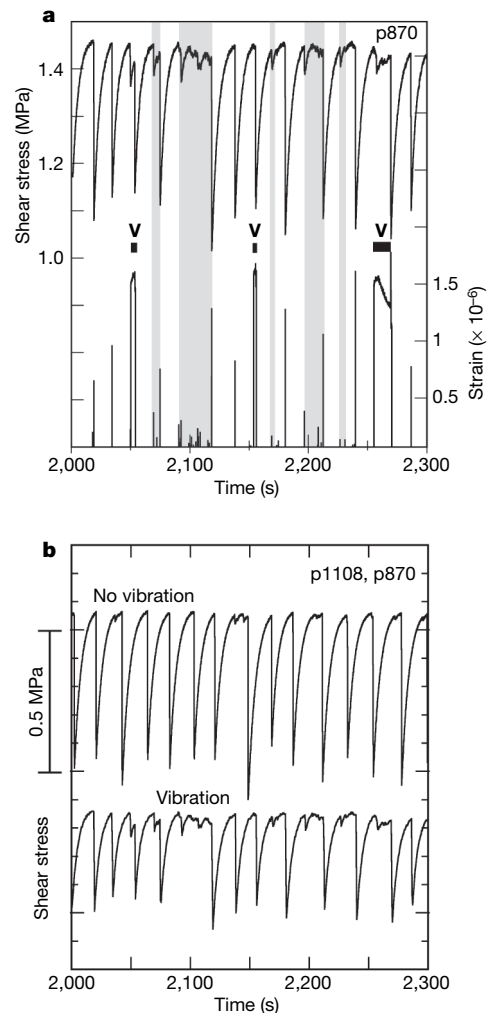 a
p870
Shear stress (MPa)
1.4
1.2
1.0
V V V
1.5
1
0.5
Strain (× 10⁻⁶)
2,000 2,100 2,200 2,300
Time (s)
b
p1108, p870
No vibration
0.5 MPa
Vibration
Shear stress
2,000 2,100 2,200 2,300
Time (s)